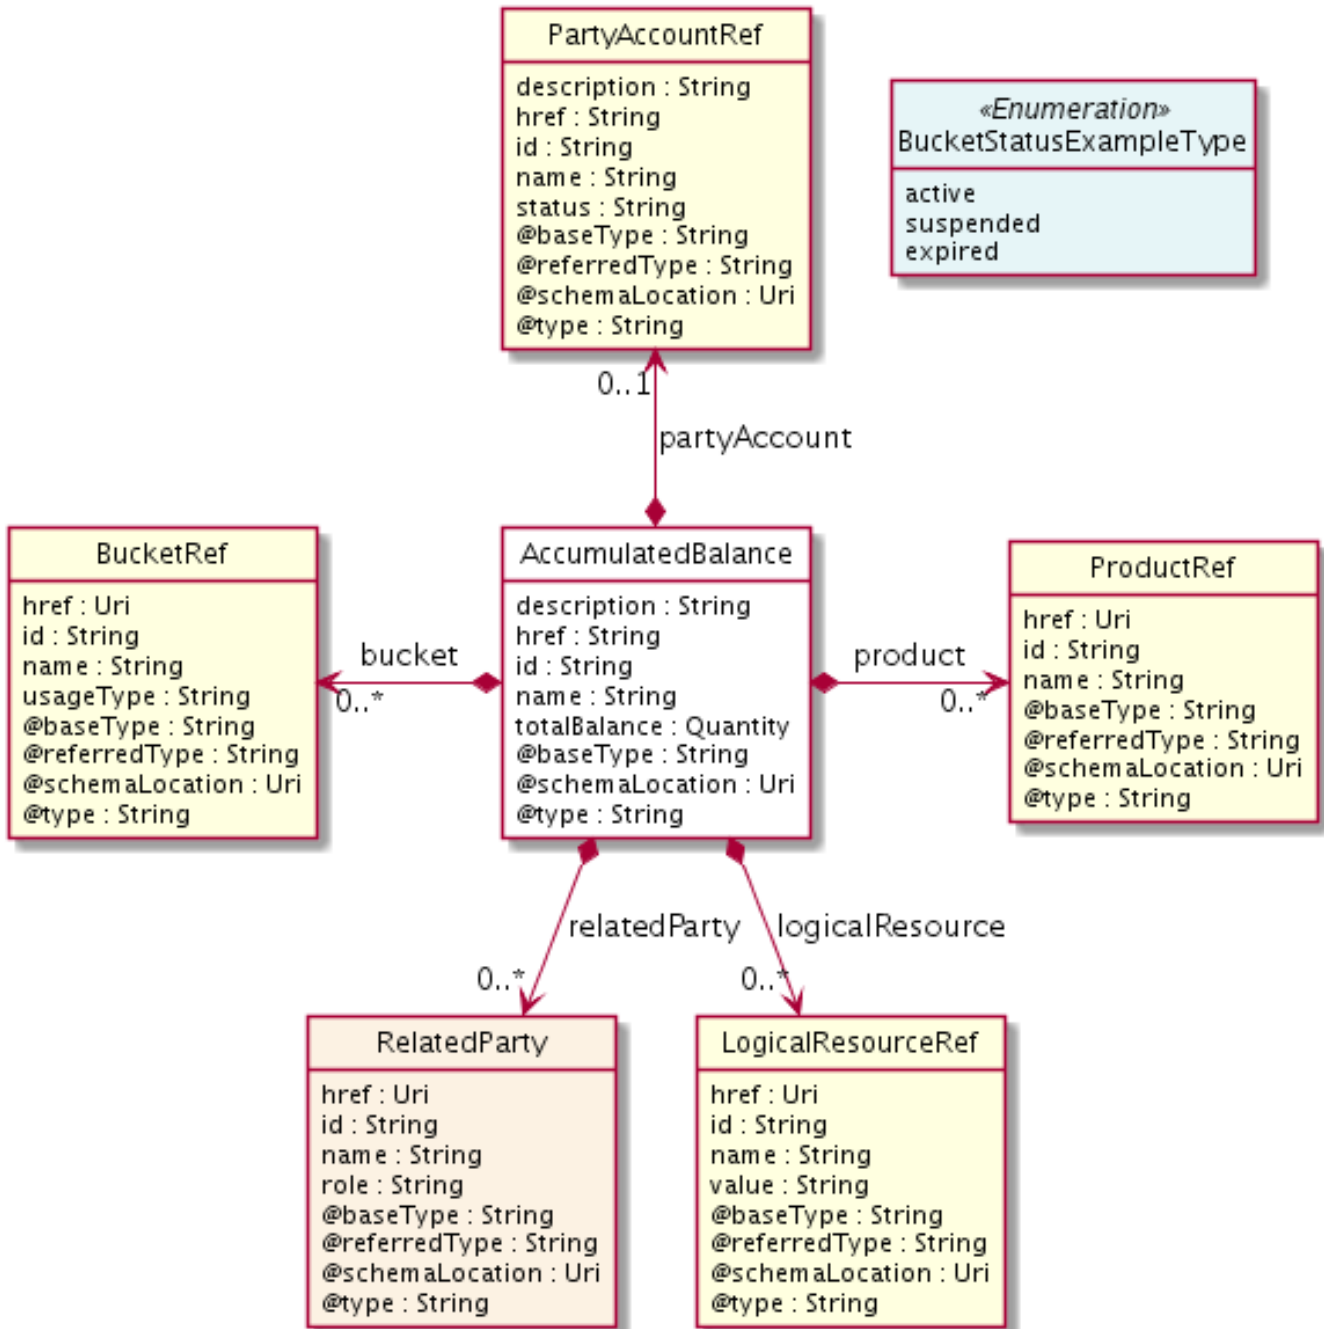 PartyAccountRef
description : String
href : String
id : String
name : String
status : String
@baseType : String
@referredType : String
@schemaLocation : Uri
@type : String
«Enumeration»
BucketStatusExampleType
active
suspended
expired
0..1
partyAccount
BucketRef
href : Uri
id : String
name : String
usageType : String
@baseType : String
@referredType : String
@schemaLocation : Uri
@type : String
bucket
0..*
AccumulatedBalance
description : String
href : String
id : String
name : String
totalBalance : Quantity
@baseType : String
@schemaLocation : Uri
@type : String
product
0..*
ProductRef
href : Uri
id : String
name : String
@baseType : String
@referredType : String
@schemaLocation : Uri
@type : String
relatedParty
logicalResource
0..*
0..*
RelatedParty
href : Uri
id : String
name : String
role : String
@baseType : String
@referredType : String
@schemaLocation : Uri
@type : String
LogicalResourceRef
href : Uri
id : String
name : String
value : String
@baseType : String
@referredType : String
@schemaLocation : Uri
@type : String